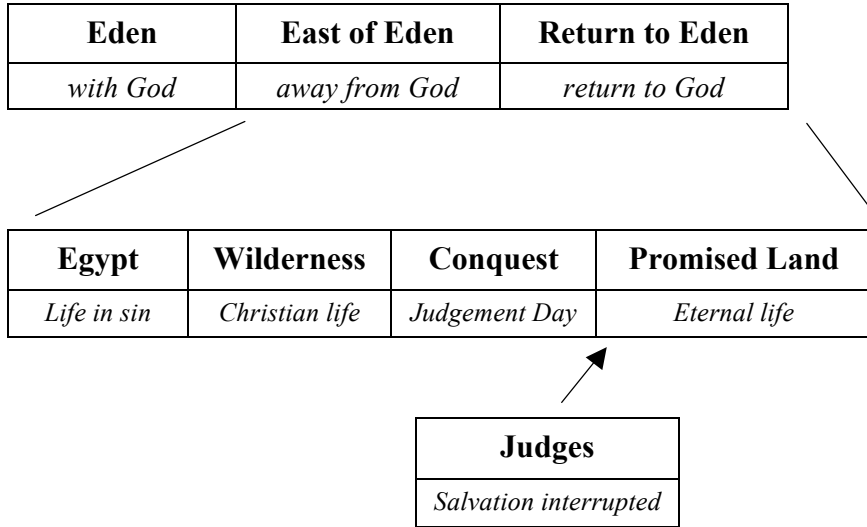 Eden East of Eden Return to Eden
with God away from God return to God
Egypt Wilderness Conquest Promised Land
Life in sin Christian life Judgement Day Eternal life
Judges
Salvation interrupted